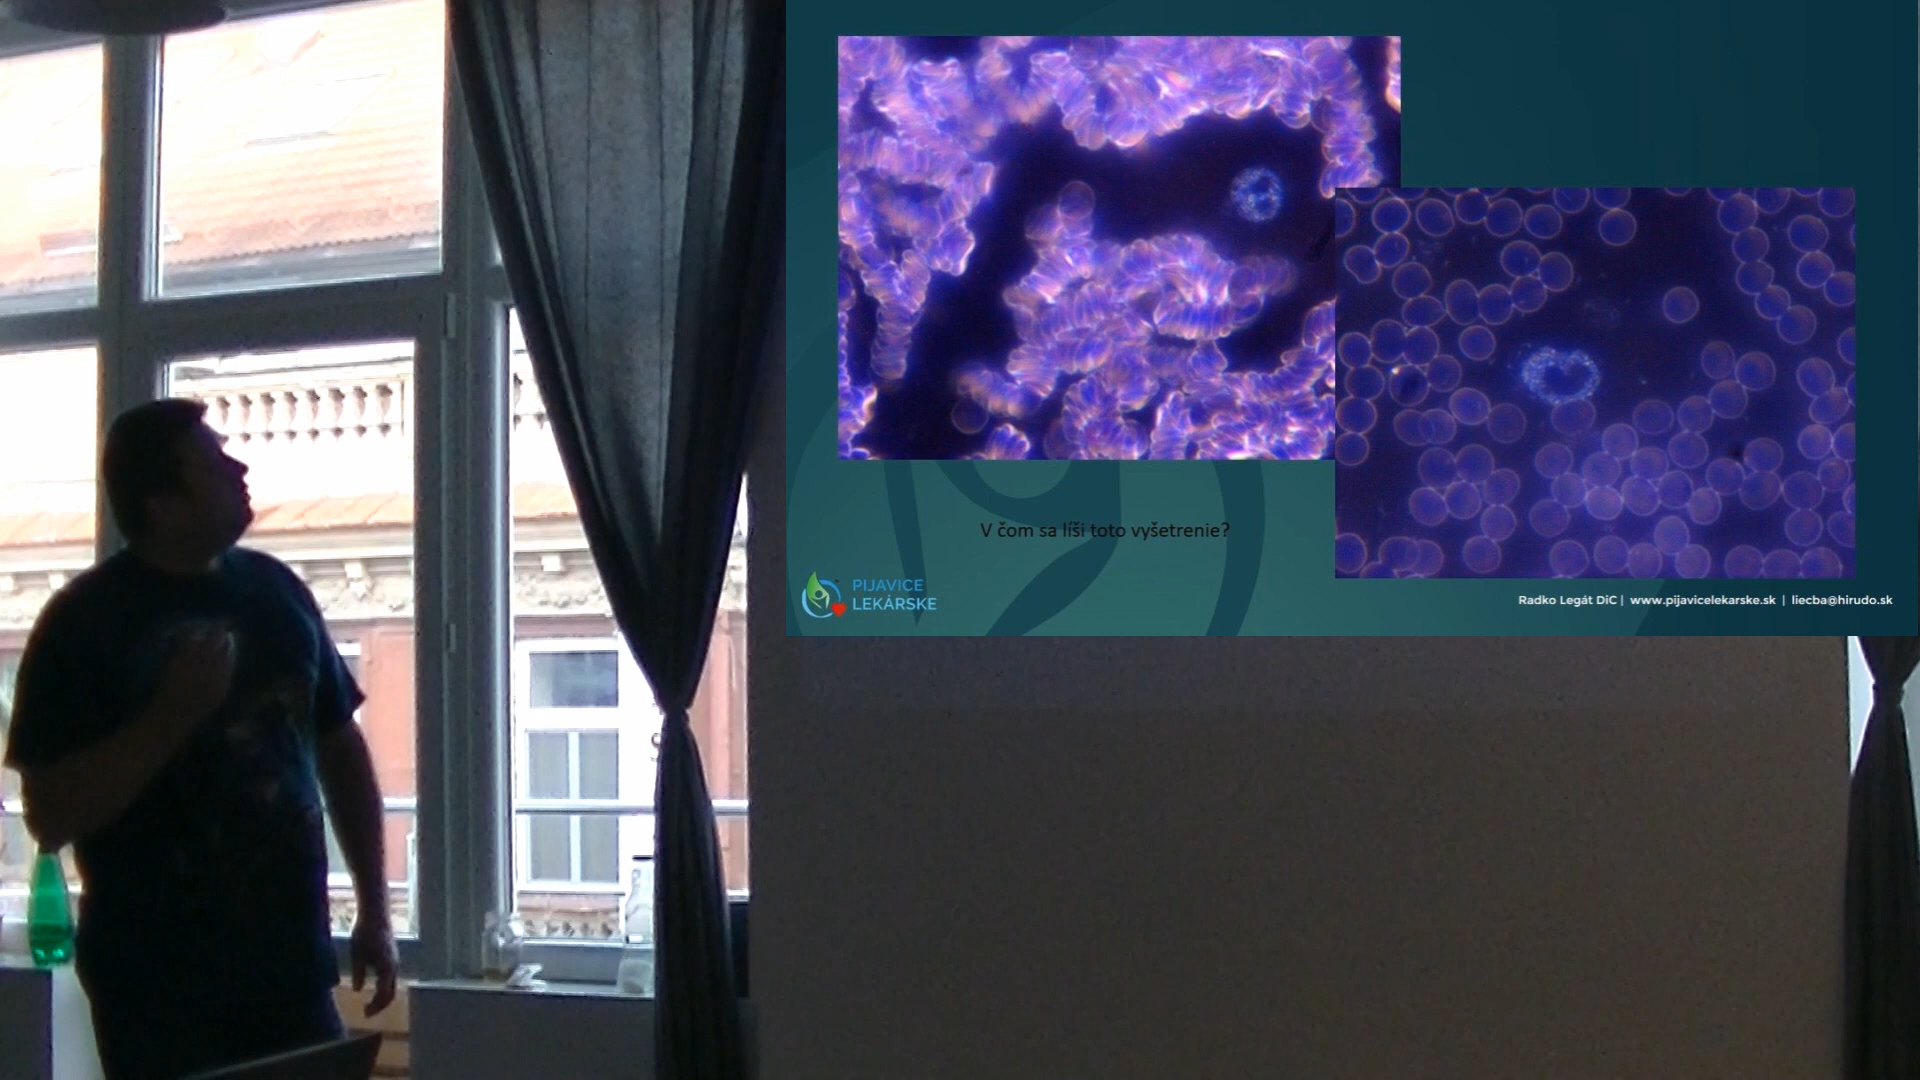 V čom sa líši toto vyšetrenie?
PIJAVICE
LEKÁRSKE
Radko Legát DiC | www.pijavicelekarske.sk | liecba@hirudo.sk